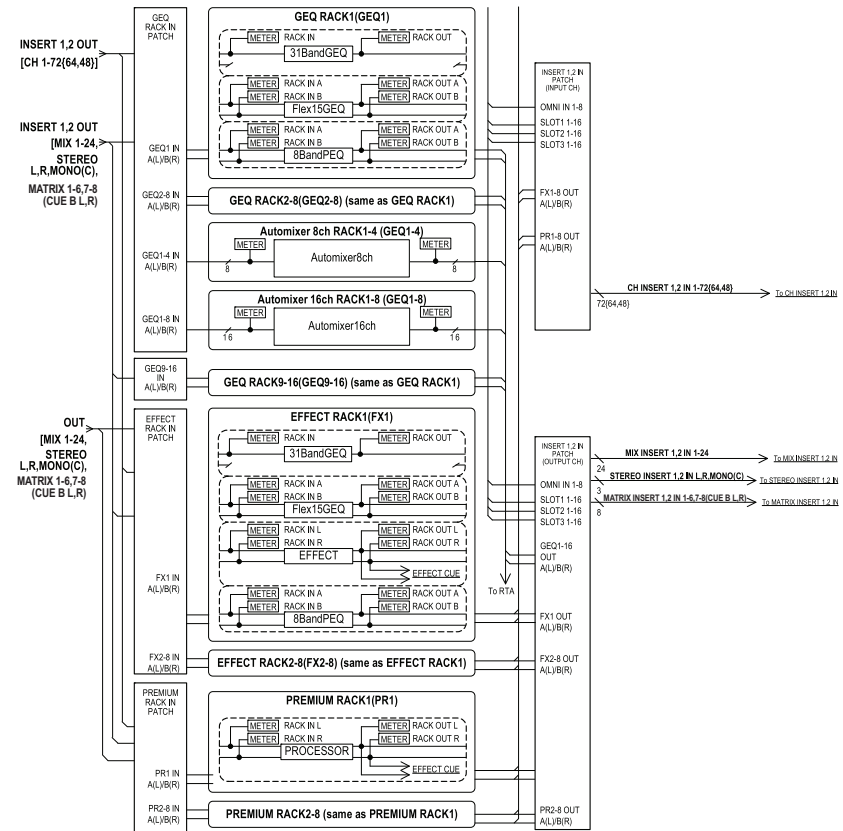 INSERT 1,2 OUT
[CH 1-72{64,48}]
INSERT 1,2 OUT
[MIX 1-24,
STEREO
L,R,MONO(C),
MATRIX 1-6,7-8
(CUE B L,R)
OUT
[MIX 1-24,
STEREO
L,R,MONO(C),
MATRIX 1-6,7-8
(CUE B L,R)
GEQ
RACK IN
PATCH
GEQ1 IN
A(L)/B(R)
GEQ2-8 IN
A(L)/B(R)
GEQ1-4 IN
A(L)/B(R)
GEQ1-8 IN
A(L)/B(R)
GEQ9-16
IN
A(L)/B(R)
EFFECT
RACK IN
PATCH
FX1 IN
A(L)/B(R)
FX2-8 IN
A(L)/B(R)
PREMIUM
RACK IN
PATCH
PR1 IN
A(L)/B(R)
PR2-8 IN
A(L)/B(R)
GEQ RACK1(GEQ1)
METER RACK IN METER RACK OUT
31BandGEQ
METER RACK IN A METER RACK OUT A
METER RACK IN B METER RACK OUT B
Flex15GEQ
METER RACK IN A METER RACK OUT A
METER RACK IN B METER RACK OUT B
8BandPEQ
GEQ RACK2-8(GEQ2-8) (same as GEQ RACK1)
Automixer 8ch RACK1-4 (GEQ1-4)
METER METER
Automixer8ch
8 8
Automixer 16ch RACK1-8 (GEQ1-8)
METER METER
Automixer16ch
16 16
GEQ RACK9-16(GEQ9-16) (same as GEQ RACK1)
EFFECT RACK1(FX1)
METER RACK IN METER RACK OUT
31BandGEQ
METER RACK IN A METER RACK OUT A
METER RACK IN B METER RACK OUT B
Flex15GEQ
METER RACK IN L METER RACK OUT L
METER RACK IN R METER RACK OUT R
EFFECT
EFFECT CUE
METER RACK IN A METER RACK OUT A
METER RACK IN B METER RACK OUT B
8BandPEQ
EFFECT RACK2-8(FX2-8) (same as EFFECT RACK1)
PREMIUM RACK1(PR1)
METER RACK IN L METER RACK OUT L
METER RACK IN R METER RACK OUT R
PROCESSOR
EFFECT CUE
PREMIUM RACK2-8 (same as PREMIUM RACK1)
To RTA
INSERT 1,2 IN
PATCH
(INPUT CH)
OMNI IN 1-8
SLOT1 1-16
SLOT2 1-16
SLOT3 1-16
FX1-8 OUT
A(L)/B(R)
PR1-8 OUT
A(L)/B(R)
CH INSERT 1,2 IN 1-72{64,48}
72{64,48}
To CH INSERT 1,2 IN
INSERT 1,2 IN
PATCH
(OUTPUT CH)
OMNI IN 1-8
SLOT1 1-16
SLOT2 1-16
SLOT3 1-16
GEQ1-16
OUT
A(L)/B(R)
FX1 OUT
A(L)/B(R)
FX2-8 OUT
A(L)/B(R)
PR2-8 OUT
A(L)/B(R)
MIX INSERT 1,2 IN 1-24
24
To MIX INSERT 1,2 IN
STEREO INSERT 1,2 IN L,R,MONO(C)
3
To STEREO INSERT 1,2 IN
MATRIX INSERT 1,2 IN 1-6,7-8(CUE B L,R)
8
To MATRIX INSERT 1,2 IN